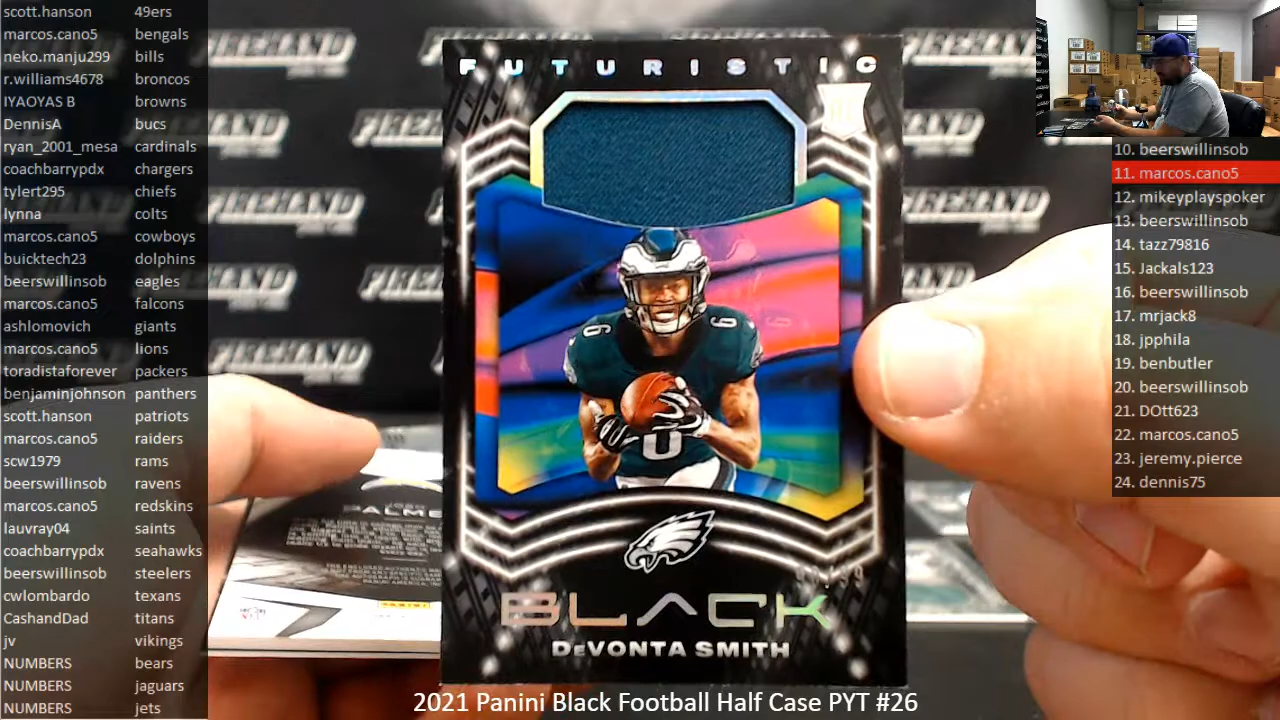 scott.hanson 49ers
marcos.cano5 bengals
neko.manju299 bills
r.williams4678 broncos
IYAOYAS B browns
DennisA bucs
ryan_2001_mesa cardinals
coachbarrypdx chargers
tylert295 chiefs
lynna colts
marcos.cano5 cowboys
buicktech23 dolphins
beerswillinsob eagles
marcos.cano5 falcons
ashlomovich giants
marcos.cano5 lions
toradistaforever packers
benjaminjohnson panthers
scott.hanson patriots
marcos.cano5 raiders
scw1979 rams
beerswillinsob ravens
marcos.cano5 redskins
lauvray04 saints
coachbarrypdx seahawks
beerswillinsob steelers
cwlombardo texans
CashandDad titans
jv vikings
NUMBERS bears
NUMBERS jaguars
NUMBERS jets
FIREHAND
FUTURISTIC
6 6
6
BLACK
DeVONTA SMITH
PALME
PANINI
10. beerswillinsob
11. marcos.cano5
12. mikeyplayspoker
13. beerswillinsob
14. tazz79816
15. Jackals123
16. beerswillinsob
17. mrjack8
18. jpphila
19. benbutler
20. beerswillinsob
21. DOtt623
22. marcos.cano5
23. jeremy.pierce
24. dennis75
2021 Panini Black Football Half Case PYT #26